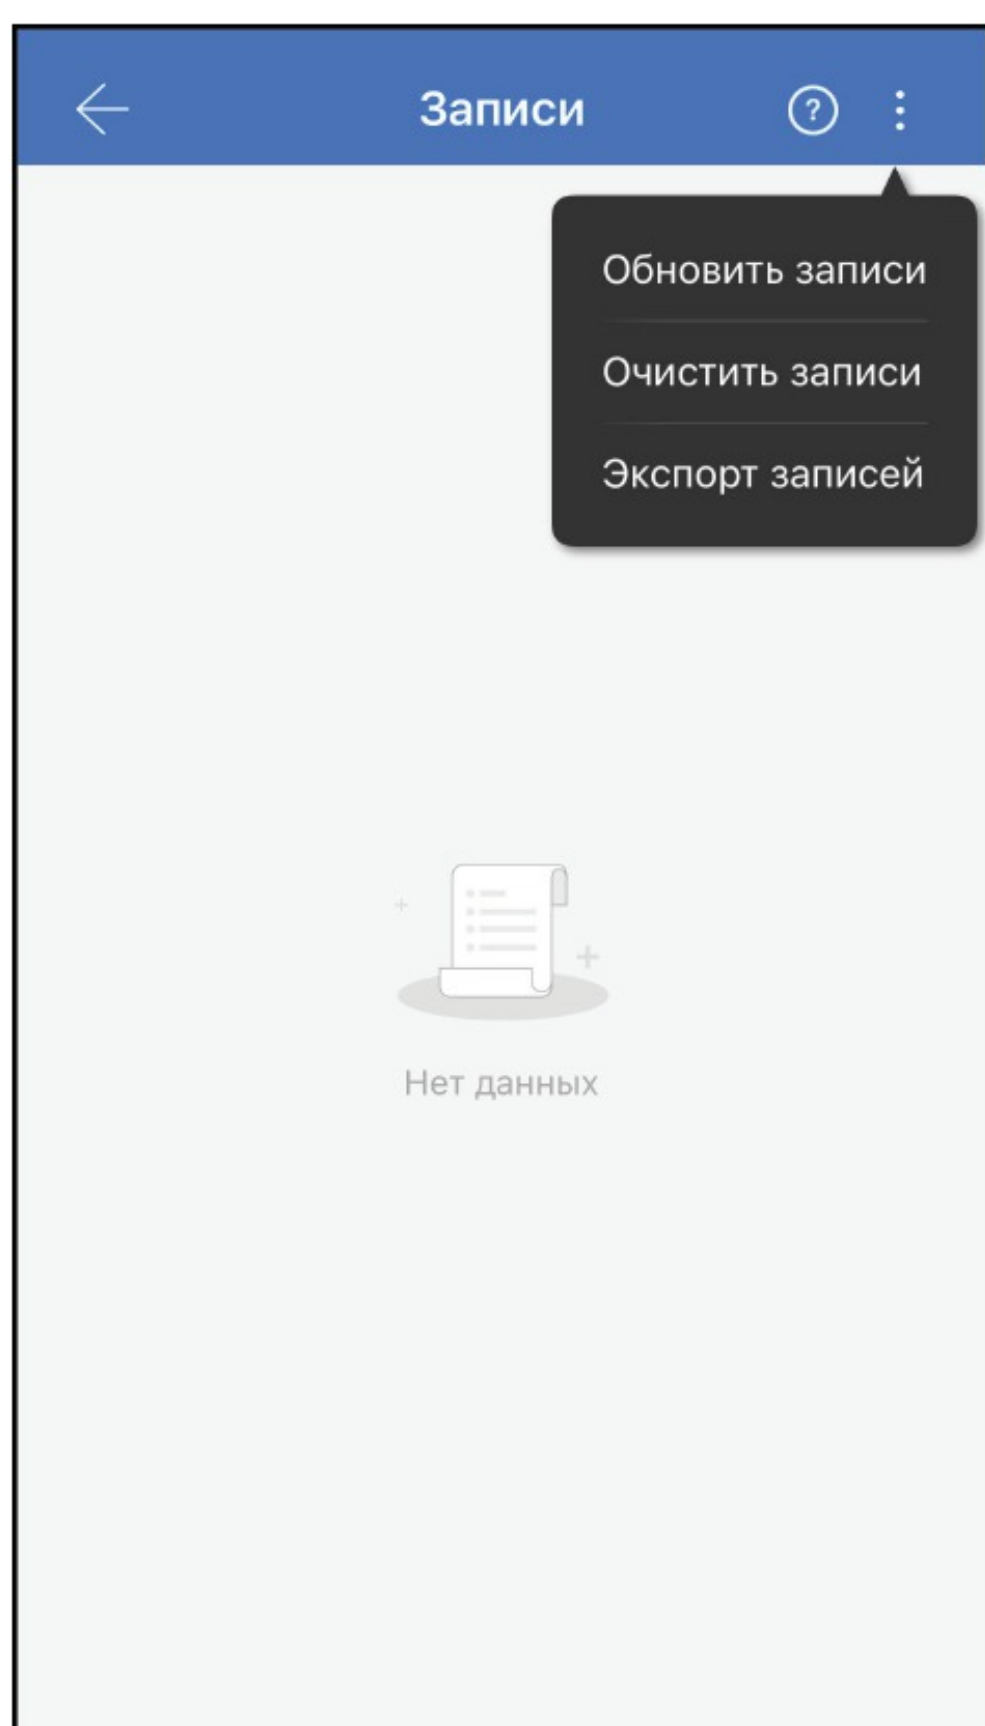 Записи
?
Обновить записи
Очистить записи
Экспорт записей
Нет данных